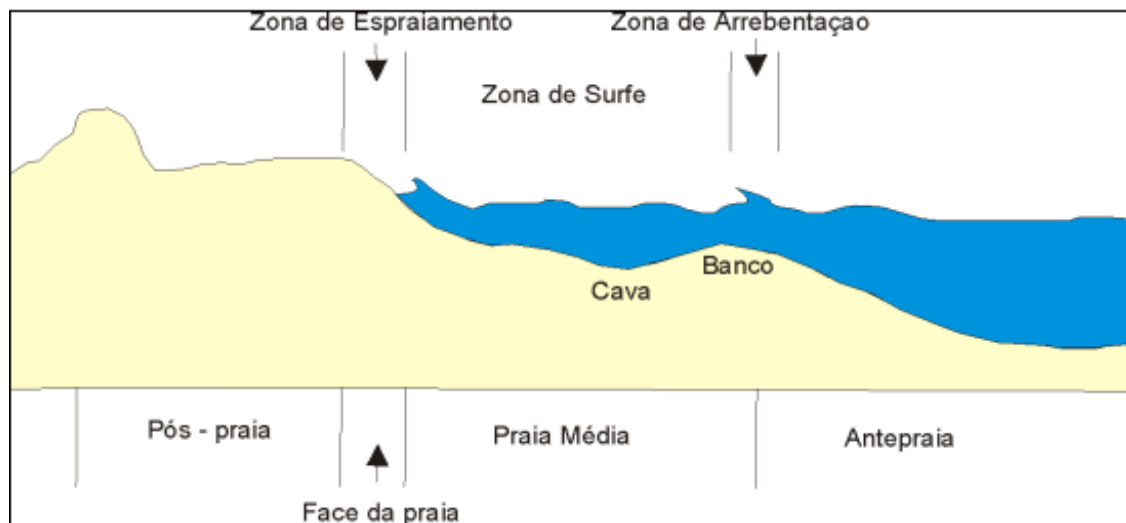 Zona de Espraiamento
Zona de Arrebentaçao
Zona de Surfe
Banco
Cava
Pós - praia
Praia Média
Antepraia
Face da praia